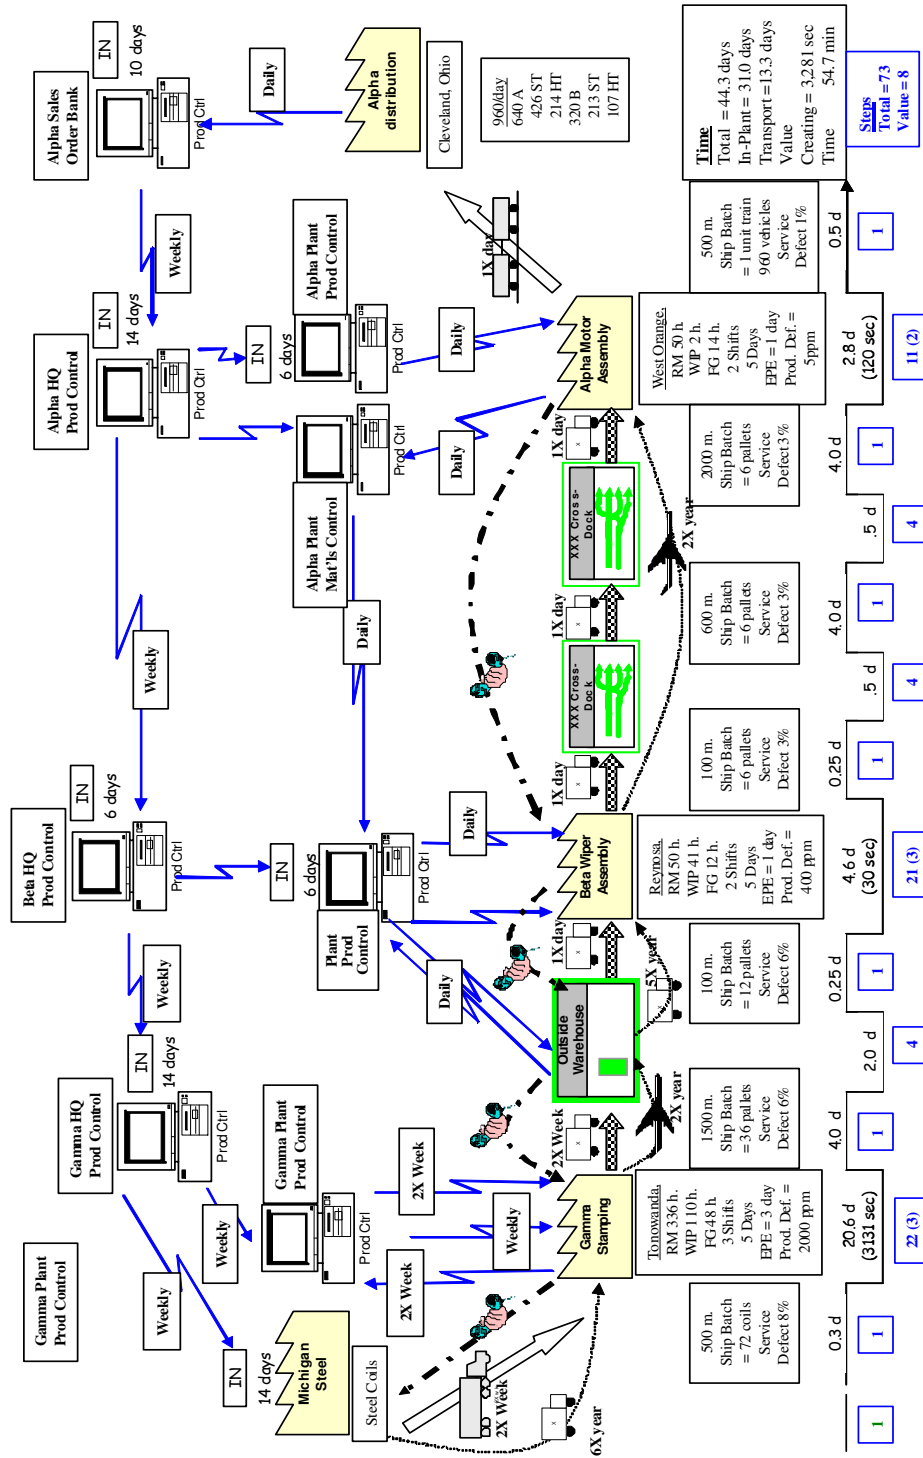 Gamma Plant
Prod Control
Gamma HQ
Prod Control
Prod Ctrl
IN
14 days
Weekly
Beta HQ
Prod Control
Prod Ctrl
IN
6 days
Weekly
Alpha HQ
Prod Control
Prod Ctrl
IN
14 days
Weekly
Alpha Sales
Order Bank
Prod Ctrl
IN
10 days
Daily
Weekly
Weekly
IN
14 days
Michigan
Steel
Steel Coils
Gamma Plant
Prod Control
Prod Ctrl
2X Week
Weekly
2X Week
IN
6 days
Plant
Prod
Control
Prod Ctrl
Daily
Daily
Daily
Alpha Plant
Mat'ls Control
Prod Ctrl
Daily
IN
6 days
Alpha Plant
Prod Control
Prod Ctrl
Daily
Alpha
distribution
Cleveland, Ohio
960/day
640 A
426 ST
214 HT
320 B
213 ST
107 HT
2X Week
6X year
Gamma
Stamping
2X Week
2X year
Outside
Warehouse
1X day
5X year
Beta Wiper
Assembly
1X day
XXX Cross-
Dock
1X day
XXX Cross-
Dock
1X day
2X year
Alpha Motor
Assembly
1X day
500 m.
Ship Batch
= 72 coils
Service
Defect 8%
Tonowanda,
RM 336 h.
WIP 110 h.
FG 48 h.
3 Shifts
5 Days
EPE = 3 day
Prod. Def. =
2000 ppm
1500 m.
Ship Batch
= 36 pallets
Service
Defect 6%
100 m.
Ship Batch
= 12 pallets
Service
Defect 6%
Reynosa,
RM 50 h.
WIP 41 h.
FG 12 h.
2 Shifts
5 Days
EPE = 1 day
Prod. Def. =
400 ppm
100 m.
Ship Batch
= 6 pallets
Service
Defect 3%
600 m.
Ship Batch
= 6 pallets
Service
Defect 3%
2000 m.
Ship Batch
= 6 pallets
Service
Defect 3%
West Orange,
RM 50 h.
WIP 2 h.
FG 14 h.
2 Shifts
5 Days
EPE = 1 day
Prod. Def. =
5ppm
500 m.
Ship Batch
= 1 unit train
960 vehicles
Service
Defect 1%
Time
Total = 44.3 days
In-Plant = 31.0 days
Transport = 13.3 days
Value
Creating = 3,281 sec
Time 54.7 min
0.3 d
20.6 d
(3131 sec)
4.0 d
2.0 d
0.25 d
4.6 d
(30 sec)
0.25 d
.5 d
4.0 d
.5 d
4.0 d
2.8 d
(120 sec)
0.5 d
1
1
22 (3)
1
4
1
21 (3)
1
4
1
4
1
11 (2)
1
Steps
Total = 73
Value = 8